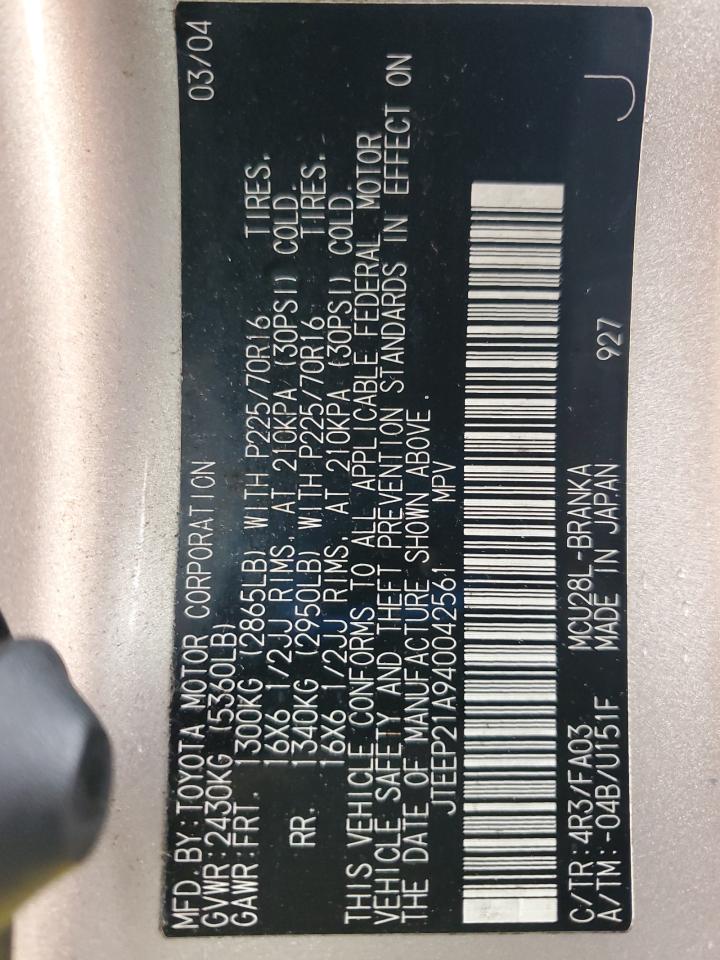 MFD. BY: TOYOTA MOTOR CORPORATION 03/04
GVWR: 2430KG (5360LB)
GAWR: FRT. 1300KG (2865LB) WITH P225/70R16 TIRES,
16X6 1/2JJ RIMS, AT 210KPA (30PSI) COLD.
RR. 1340KG (2950LB) WITH P225/70R16 TIRES,
16X6 1/2JJ RIMS, AT 210KPA (30PSI) COLD.
THIS VEHICLE CONFORMS TO ALL APPLICABLE FEDERAL MOTOR
VEHICLE SAFETY AND THEFT PREVENTION STANDARDS IN EFFECT ON
THE DATE OF MANUFACTURE SHOWN ABOVE.
JTEEP21A940042561 MPV
C/TR: 4R3/FA03 MCU28L-BRANKA 927 J
A/TM: -04B/U151F MADE IN JAPAN